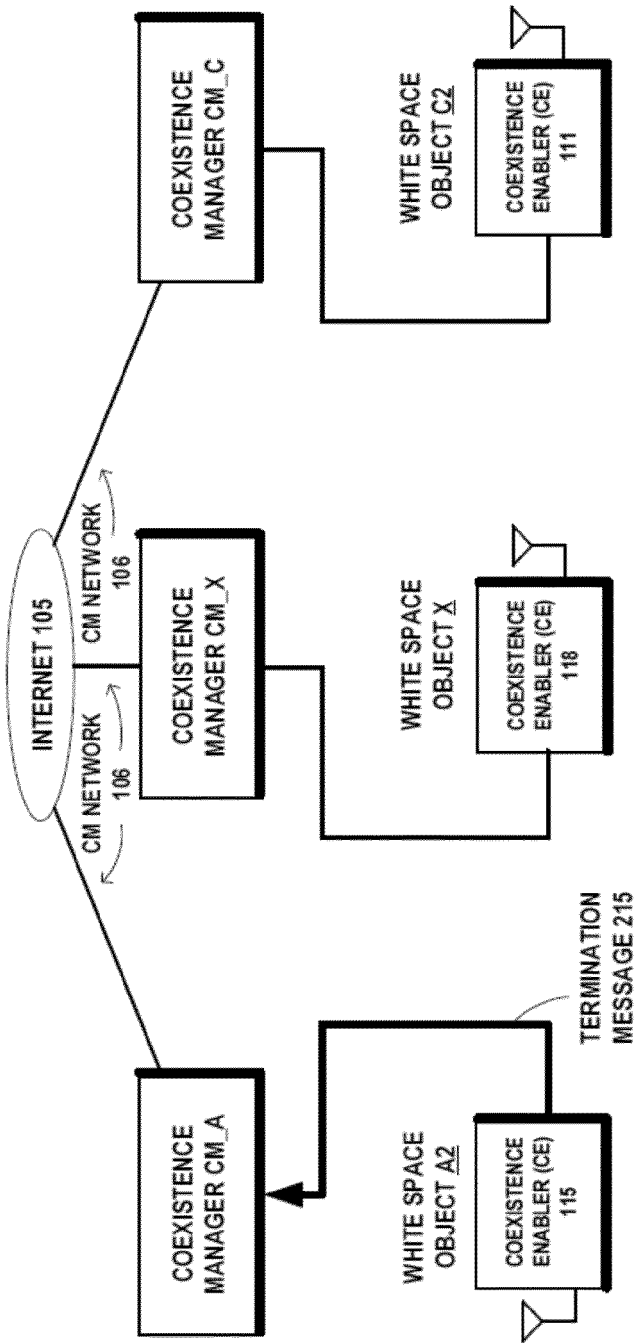 INTERNET 105
CM NETWORK
106
CM NETWORK
106
COEXISTENCE
MANAGER CM_A
COEXISTENCE
MANAGER CM_X
COEXISTENCE
MANAGER CM_C
WHITE SPACE
OBJECT A2
COEXISTENCE
ENABLER (CE)
115
TERMINATION
MESSAGE 215
WHITE SPACE
OBJECT X
COEXISTENCE
ENABLER (CE)
118
WHITE SPACE
OBJECT C2
COEXISTENCE
ENABLER (CE)
111